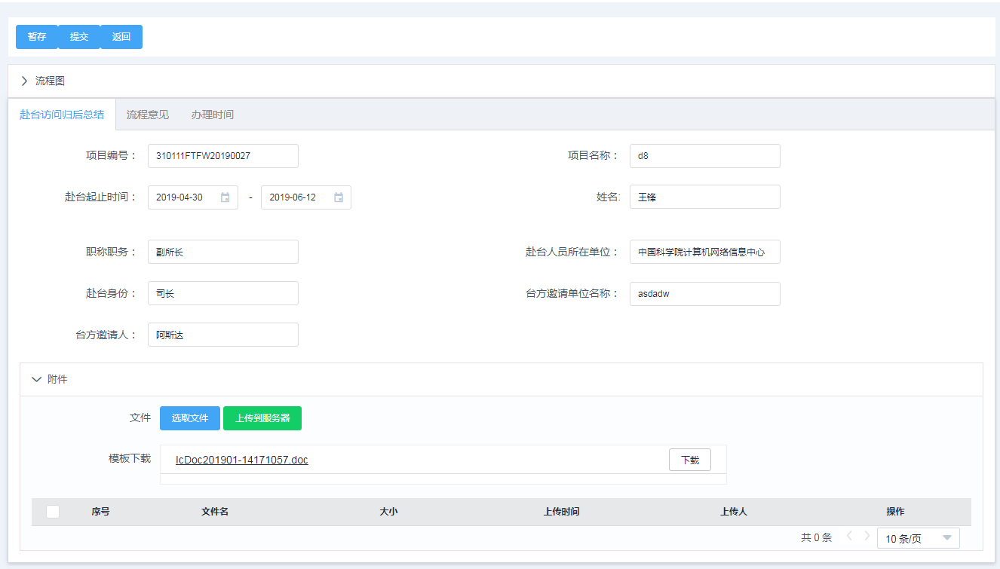 暂存 提交 返回
流程图
赴台访问归后总结 流程意见 办理时间
项目编号： 310111FTFW20190027 项目名称： d8
赴台起止时间： 2019-04-30 - 2019-06-12 姓名: 王锋
职称职务： 副所长 赴台人员所在单位： 中国科学院计算机网络信息中心
赴台身份： 司长 台方邀请单位名称： asdadw
台方邀请人： 阿斯达
附件
文件 选取文件 上传到服务器
模板下载 lcDoc201901-14171057.doc 下载
序号 文件名 大小 上传时间 上传人 操作
共 0 条 10 条/页